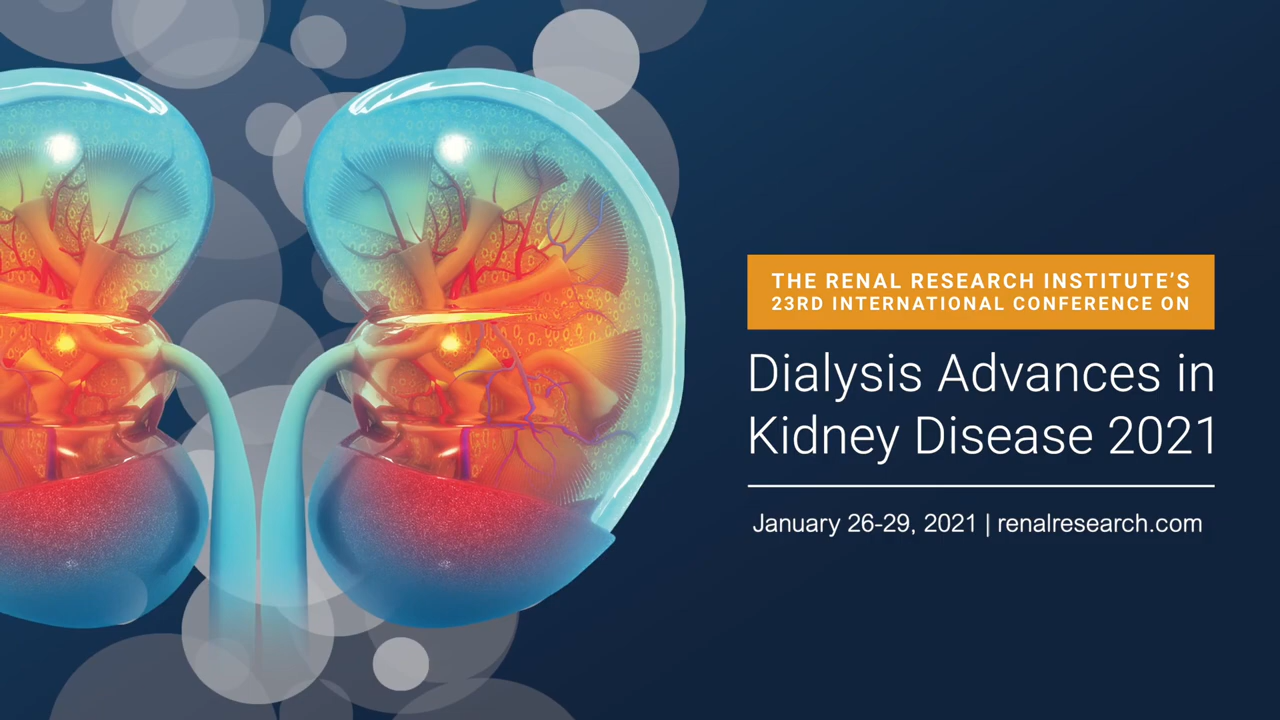 THE RENAL RESEARCH INSTITUTE'S
23RD INTERNATIONAL CONFERENCE ON
Dialysis Advances in
Kidney Disease 2021
January 26-29, 2021 | renalresearch.com